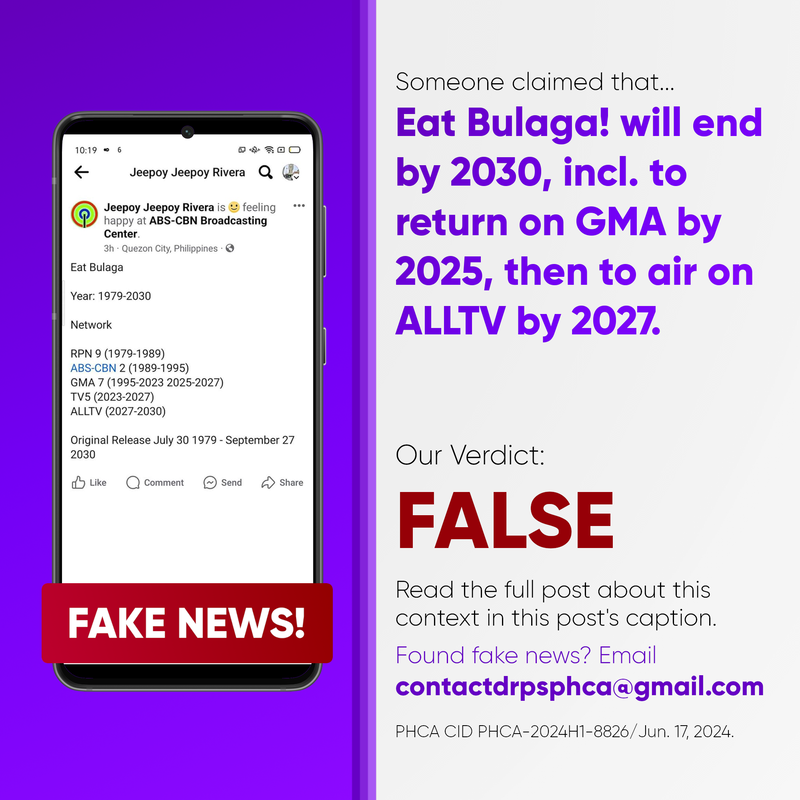 10:19
6
Jeepoy Jeepoy Rivera
Jeepoy Jeepoy Rivera is feeling
happy at ABS-CBN Broadcasting
Center.
3h · Quezon City, Philippines ·
Eat Bulaga
Year: 1979-2030
Network
RPN 9 (1979-1989)
ABS-CBN 2 (1989-1995)
GMA 7 (1995-2023 2025-2027)
TV5 (2023-2027)
ALLTV (2027-2030)
Original Release July 30 1979 - September 27
2030
Like Comment Send Share
FAKE NEWS!
Someone claimed that...
Eat Bulaga! will end
by 2030, incl. to
return on GMA by
2025, then to air on
ALLTV by 2027.
Our Verdict:
FALSE
Read the full post about this
context in this post's caption.
Found fake news? Email
contactdrpsphca@gmail.com
PHCA CID PHCA-2024H1-8826/Jun. 17, 2024.